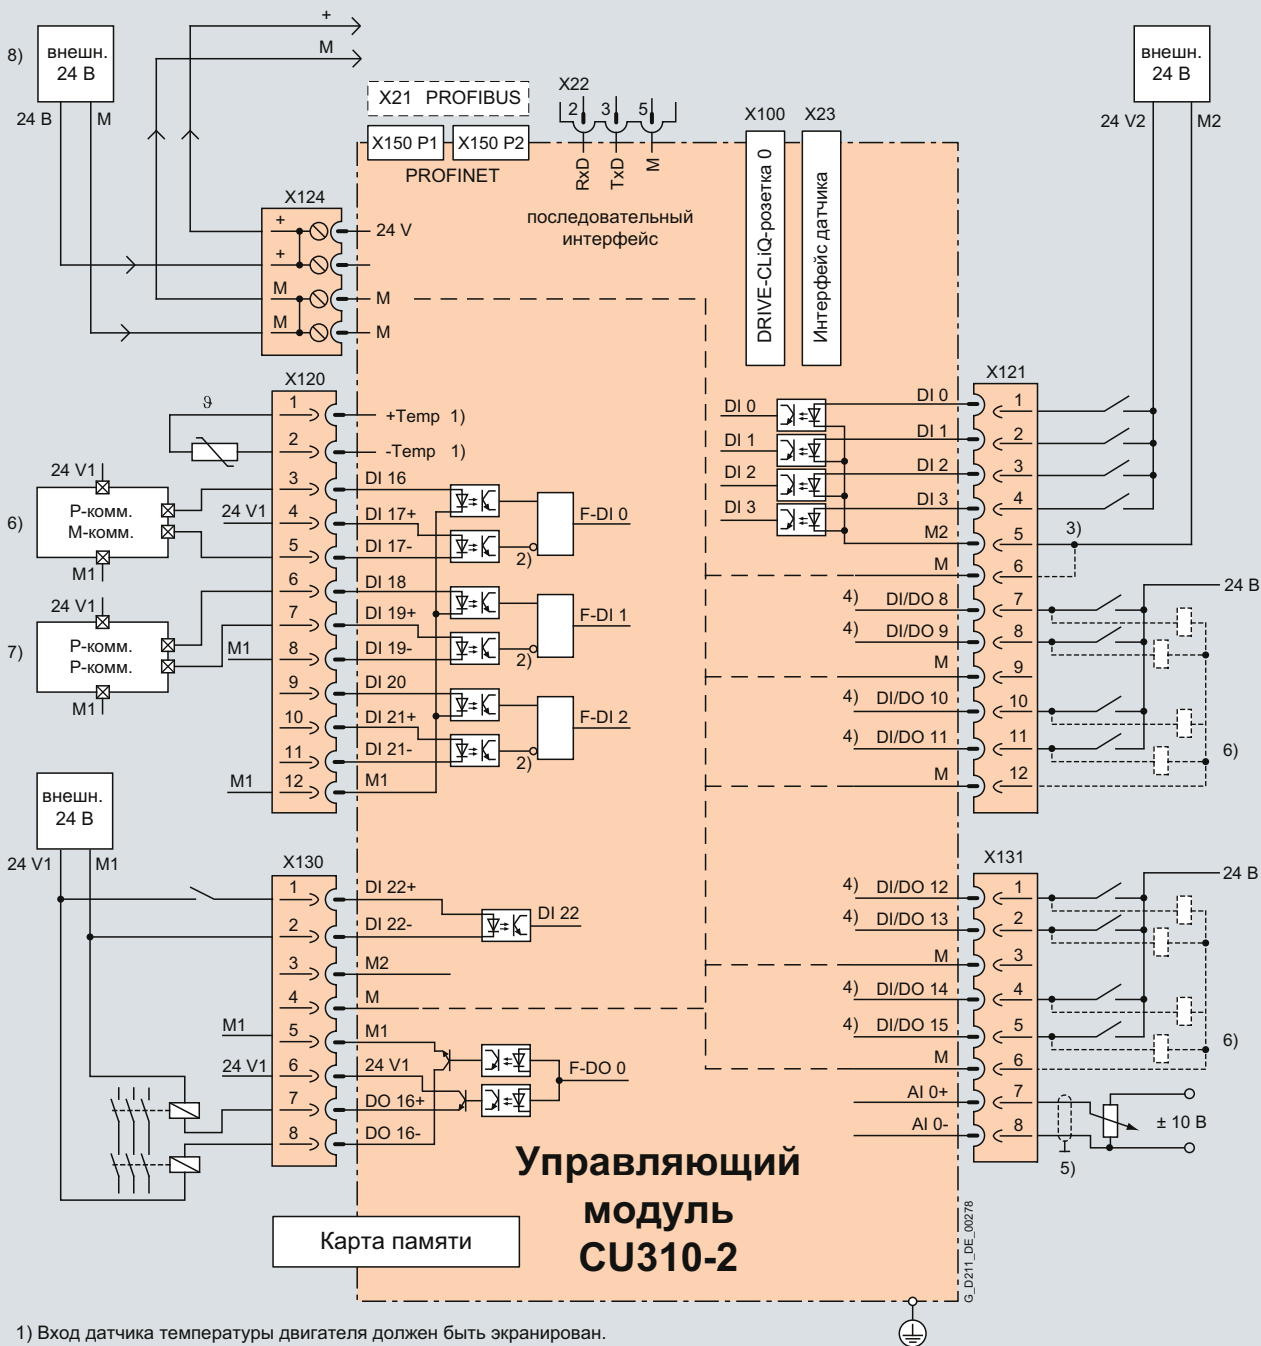 +
M
8)
внешн.
24 В
24 В
M
X21 PROFIBUS
X150 P1
X150 P2
PROFINET
X22
2
3
5
RxD
TxD
M
последовательный
интерфейс
X100
X23
DRIVE-CLiQ-розетка 0
Интерфейс датчика
внешн.
24 В
24 V2
M2
X124
+
24 V
+
M
M
M
M
X120
ϑ
1
+Temp 1)
2
-Temp 1)
24 V1
6)
Р-комм.
М-комм.
M1
3
DI 16
24 V1
4
DI 17+
5
DI 17-
2)
F-DI 0
24 V1
7)
Р-комм.
Р-комм.
M1
6
DI 18
7
DI 19+
M1
8
DI 19-
2)
F-DI 1
9
DI 20
10
DI 21+
11
DI 21-
2)
F-DI 2
M1
12
M1
X121
DI 0
DI 0
1
DI 1
DI 1
2
DI 2
DI 2
3
DI 3
DI 3
4
M2
5
3)
M
6
24 В
4) DI/DO 8
7
4) DI/DO 9
8
M
9
4) DI/DO 10
10
4) DI/DO 11
11
6)
M
12
внешн.
24 В
24 V1
M1
X130
1
DI 22+
2
DI 22-
DI 22
3
M2
4
M
M1
5
M1
24 V1
6
24 V1
7
DO 16+
8
DO 16-
F-DO 0
X131
24 В
4) DI/DO 12
1
4) DI/DO 13
2
M
3
4) DI/DO 14
4
4) DI/DO 15
5
6)
M
6
AI 0+
7
AI 0-
8
± 10 В
5)
Управляющий
модуль
CU310-2
Карта памяти
G_D211_DE_00278
1) Вход датчика температуры двигателя должен быть экранирован.